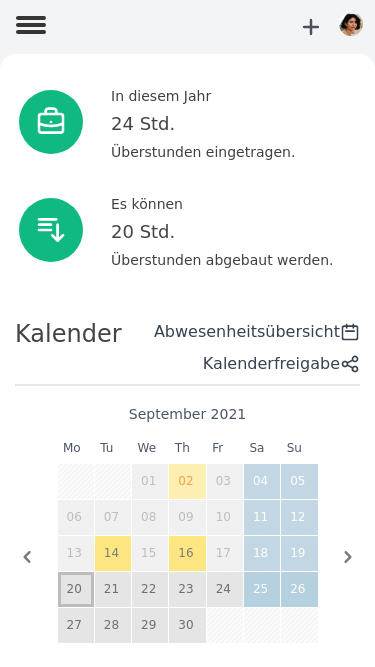 In diesem Jahr
24 Std.
Überstunden eingetragen.
Es können
20 Std.
Überstunden abgebaut werden.
Kalender
Abwesenheitsübersicht
Kalenderfreigabe
September 2021
Mo Tu We Th Fr Sa Su
01 02 03 04 05
06 07 08 09 10 11 12
13 14 15 16 17 18 19
20 21 22 23 24 25 26
27 28 29 30